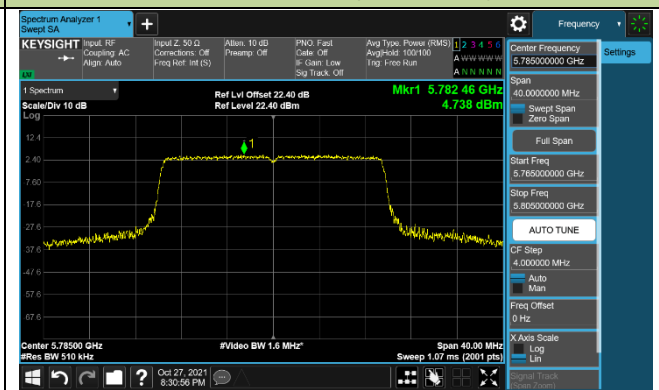 Spectrum Analyzer 1
Swept SA
Frequency
KEYSIGHT
Input: RF
Coupling: AC
Align: Auto
Input Z: 50 Ω
Corrections: Off
Freq Ref: Int (S)
Atten: 10 dB
Preamp: Off
PNO: Fast
Gate: Off
IF Gain: Low
Sig Track: Off
Avg Type: Power (RMS)
Avg|Hold: 100/100
Trig: Free Run
1 2 3 4 5 6
A W W W W W
A N N N N N
1 Spectrum
Scale/Div 10 dB
Log
Ref Lvl Offset 22.40 dB
Ref Level 22.40 dBm
Mkr1 5.782 46 GHz
4.738 dBm
1
12.4
2.40
-7.60
-17.6
-27.6
-37.6
-47.6
-57.6
-67.6
Center 5.78500 GHz
#Res BW 510 kHz
#Video BW 1.6 MHz*
Span 40.00 MHz
Sweep 1.07 ms (2001 pts)
Center Frequency
5.785000000 GHz
Settings
Span
40.0000000 MHz
Swept Span
Zero Span
Full Span
Start Freq
5.765000000 GHz
Stop Freq
5.805000000 GHz
AUTO TUNE
CF Step
4.000000 MHz
Auto
Man
Freq Offset
0 Hz
X Axis Scale
Log
Lin
Signal Track
(Span Zoom)
?
Oct 27, 2021
8:30:56 PM